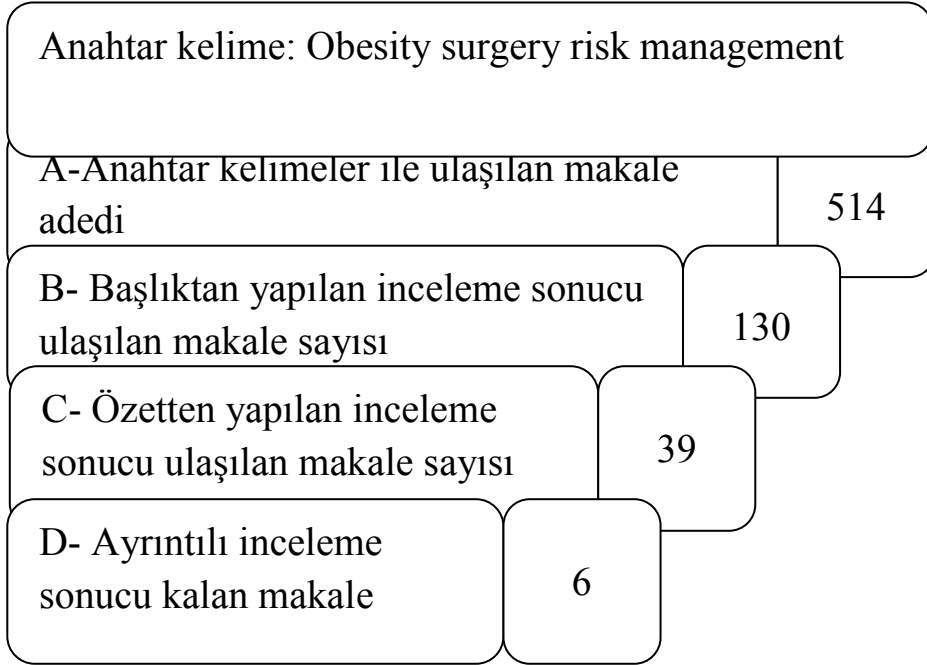 Anahtar kelime: Obesity surgery risk management
A-Anahtar kelimeler ile ulaşılan makale
adedi
514
B- Başlıktan yapılan inceleme sonucu
ulaşılan makale sayısı
130
C- Özetten yapılan inceleme
sonucu ulaşılan makale sayısı
39
D- Ayrıntılı inceleme
sonucu kalan makale
6